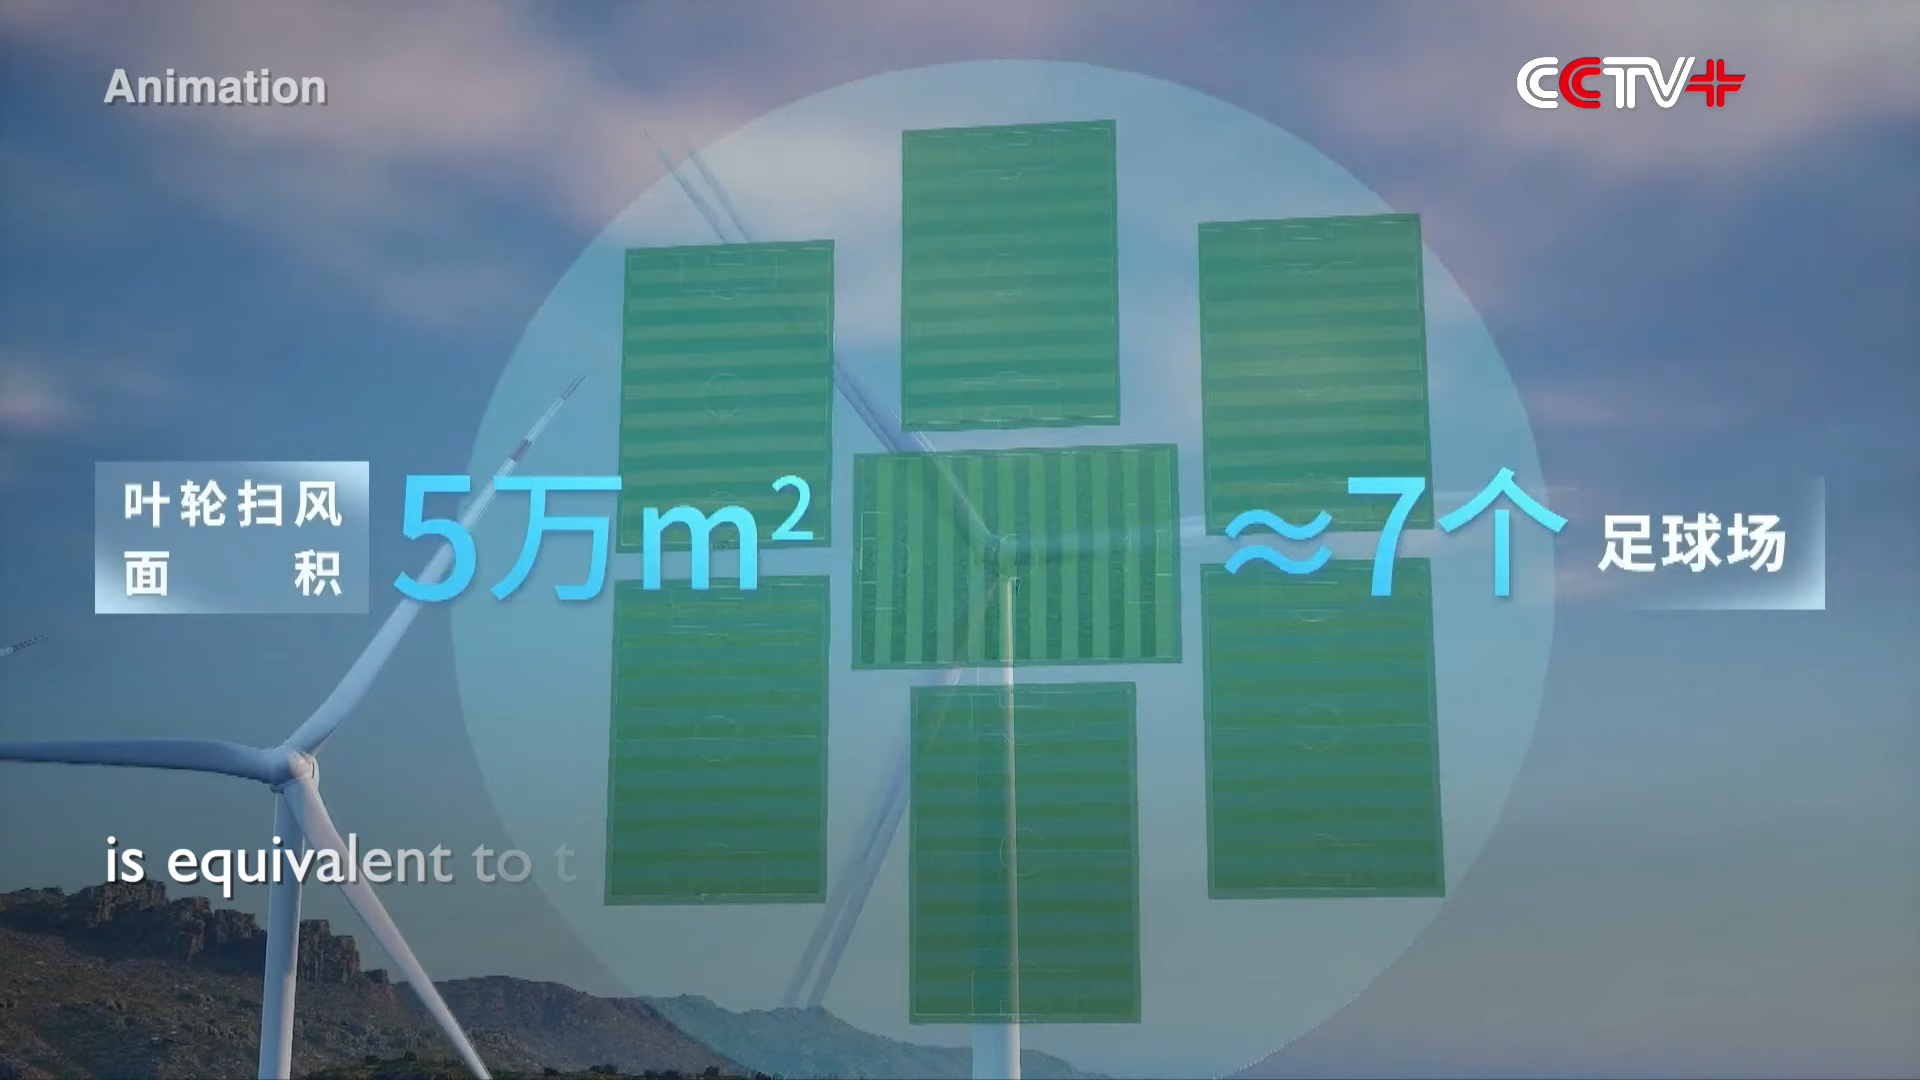 Animation
CCTV+
叶轮扫风
面积
5万m²
≈7个
足球场
is equivalent to t